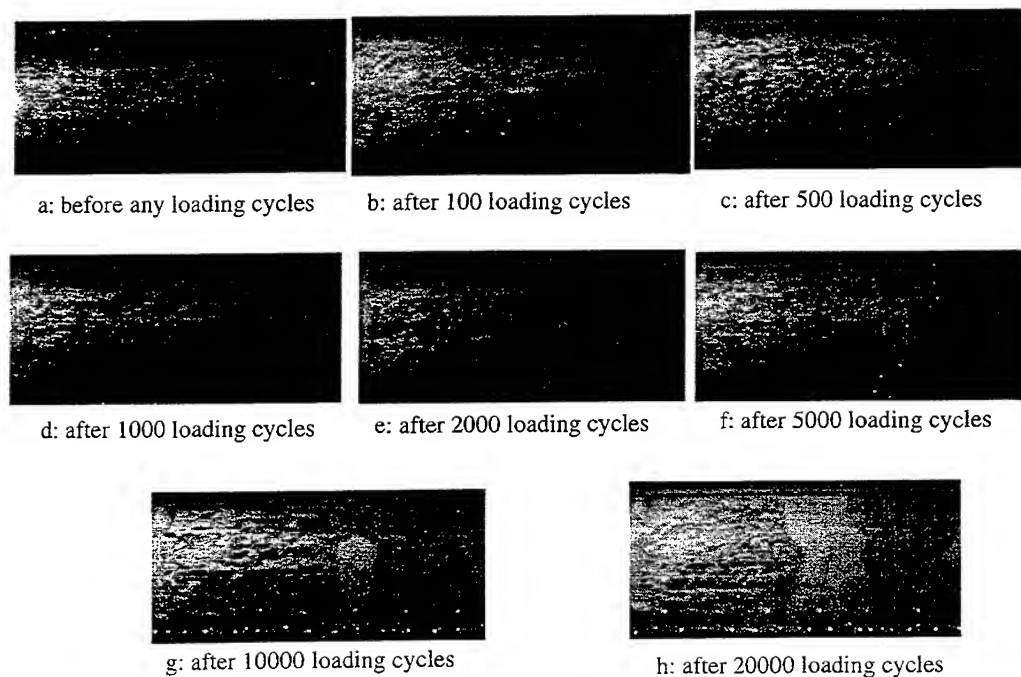 a: before any loading cycles
b: after 100 loading cycles
c: after 500 loading cycles
d: after 1000 loading cycles
e: after 2000 loading cycles
f: after 5000 loading cycles
g: after 10000 loading cycles
h: after 20000 loading cycles